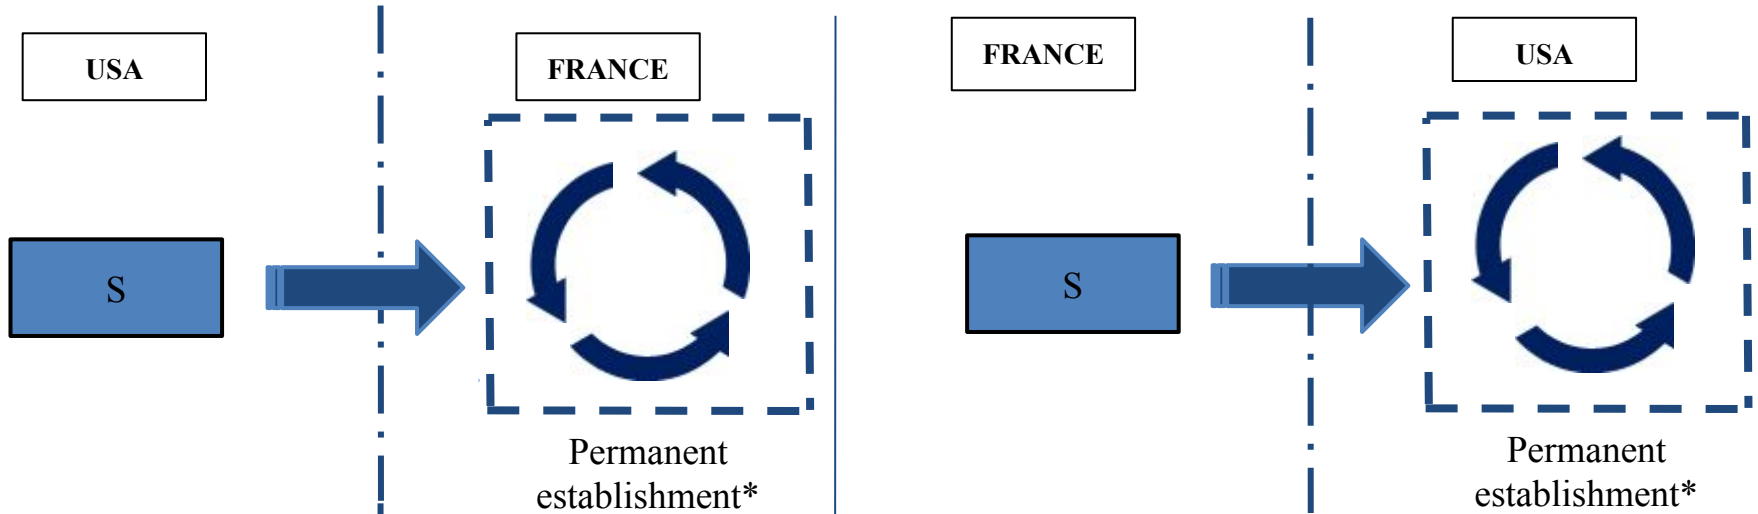 USA
FRANCE
S
Permanent
establishment*
FRANCE
USA
S
Permanent
establishment*